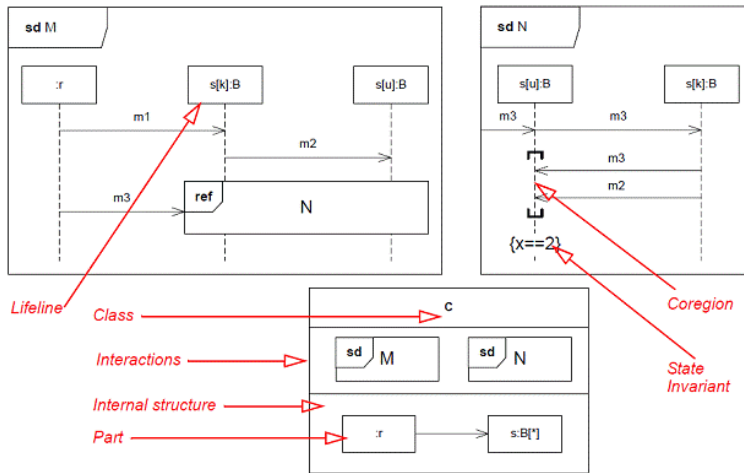 sd M
:r
s[k]:B
s[u]:B
m1
m2
m3
ref
N
sd N
s[u]:B
s[k]:B
m3
m3
m3
m2
{x==2}
Lifeline
Class
C
Coregion
Interactions
sd
M
sd
N
State
Invariant
Internal structure
Part
:r
s:B[*]